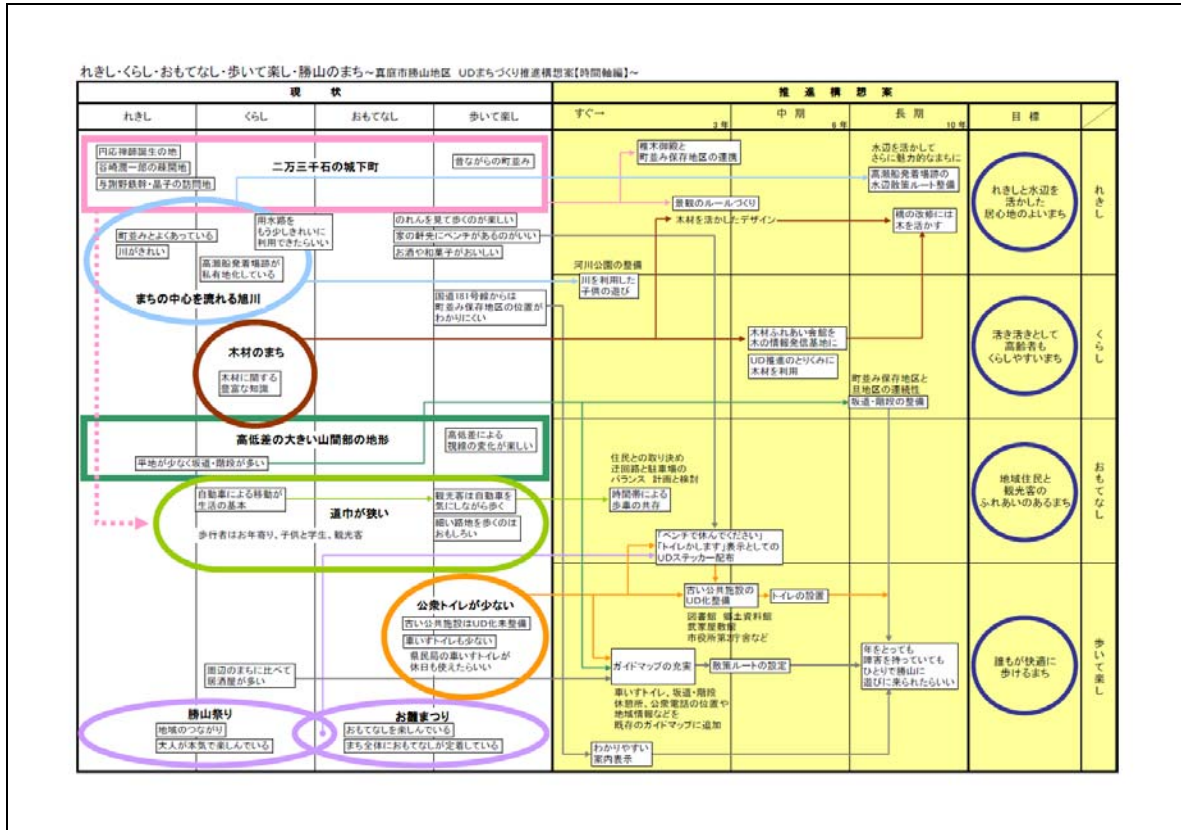 れきし・くらし・おもてなし・歩いて楽し・勝山のまち～真庭市勝山地区 UDまちづくり推進構想案【時間軸編】～
現 状
推 進 構 想 案
れきし
くらし
おもてなし
歩いて楽し
すぐ→
3年
中 期
6年
長 期
10年
目 標
円応禅師誕生の地
谷崎潤一郎の疎開地
与謝野鉄幹・晶子の訪問地
二万三千石の城下町
昔ながらの町並み
椎木御殿と
町並み保存地区の連携
水辺を活かして
さらに魅力的なまちに
高瀬船発着場跡の
水辺散策ルート整備
景観のルールづくり
れきしと水辺を
活かした
居心地のよいまち
れきし
町並みとよくあっている
川がきれい
用水路を
もう少しきれいに
利用できたらいい
高瀬船発着場跡が
私有地化している
まちの中心を流れる旭川
のれんを見て歩くのが楽しい
家の軒先にベンチがあるのがいい
お酒や和菓子がおいしい
木材を活かしたデザイン
橋の改修には
木を活かす
河川公園の整備
川を利用した
子供の遊び
国道181号線からは
町並み保存地区の位置が
わかりにくい
木材のまち
木材に関する
豊富な知識
木材ふれあい会館を
木の情報発信基地に
UD推進のとりくみに
木材を利用
町並み保存地区と
旦地区の連続性
坂道・階段の整備
活き活きとして
高齢者も
くらしやすいまち
くらし
高低差の大きい山間部の地形
高低差による
視線の変化が楽しい
平地が少なく坂道・階段が多い
住民との取り決め
迂回路と駐車場の
バランス 計画と検討
時間帯による
歩車の共存
自動車による移動が
生活の基本
道巾が狭い
観光客は自動車を
気にしながら歩く
細い路地を歩くのは
おもしろい
歩行者はお年寄り、子供と学生、観光客
「ベンチで休んでください」
「トイレかします」表示としての
UDステッカー配布
地域住民と
観光客の
ふれあいのあるまち
おもてなし
公衆トイレが少ない
古い公共施設はUD化未整備
車いすトイレも少ない
県民局の車いすトイレが
休日も使えたらいい
古い公共施設の
UD化整備
トイレの設置
図書館 郷土資料館
武家屋敷館
市役所第2庁舎など
周辺のまちに比べて
居酒屋が多い
ガイドマップの充実
散策ルートの設定
年をとっても
障害を持っていても
ひとりで勝山に
遊びに来られたらいい
車いすトイレ、坂道・階段
休憩所、公衆電話の位置や
地域情報などを
既存のガイドマップに追加
誰もが快適に
歩けるまち
歩いて楽し
勝山祭り
地域のつながり
大人が本気で楽しんでいる
お雛まつり
おもてなしを楽しんでいる
まち全体におもてなしが定着している
わかりやすい
案内表示